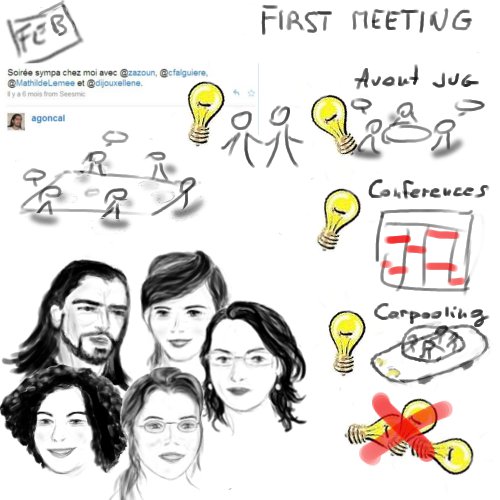 FEB
FIRST MEETING
Soirée sympa chez moi avec @zazoun, @cfalguiere,
@MathildeLemee et @dijouxellene.
Il y a 6 mois from Seesmic
agoncal
Avant JUG
Conferences
Carpooling